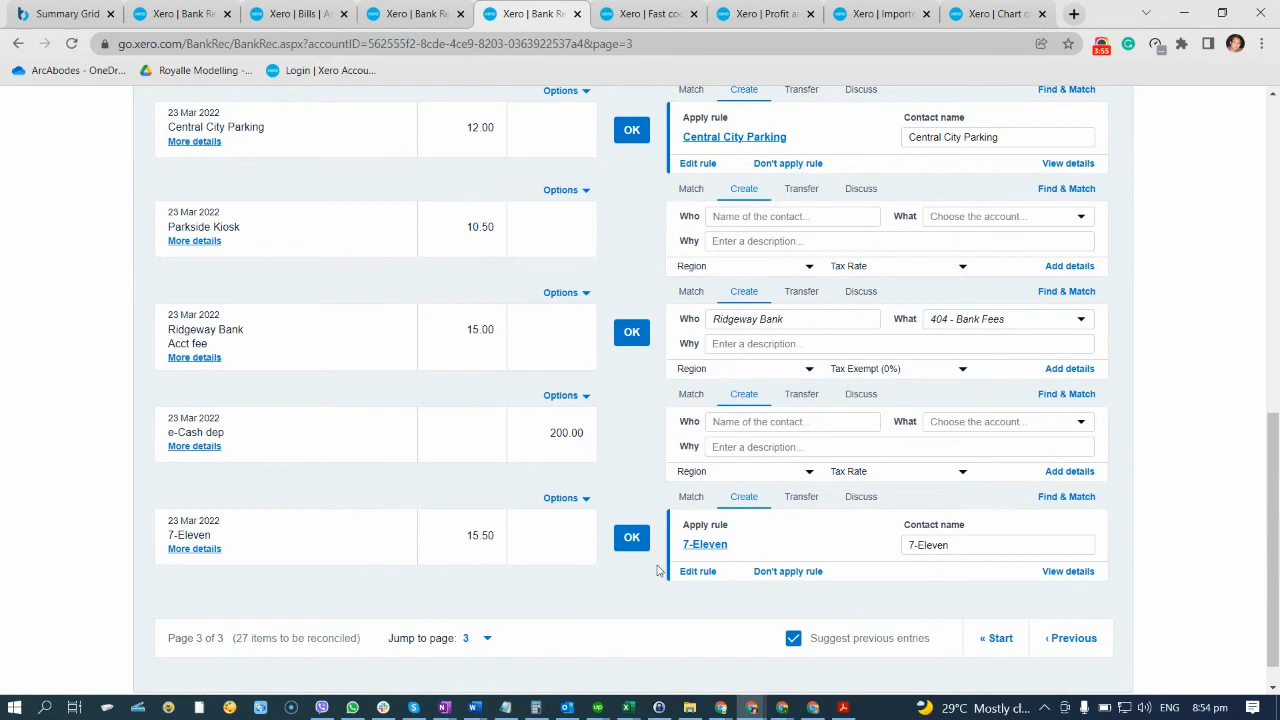 Summary Grid
Xero | Bank Re
Xero | Bills | A
Xero | Bank Re
Xero | Bank Re
Xero | Fast co
Xero | Profit a
Xero | Importe
Xero | Chart o
go.xero.com/BankRec/BankRec.aspx?accountID=
&page=3
3:55
ArcAbodes - OneDr...
Royalle Modelling -...
Login | Xero Accou...
Options
Match Create Transfer Discuss Find & Match
23 Mar 2022
Central City Parking 12.00
More details
OK
Apply rule Contact name
Central City Parking Central City Parking
Edit rule Don't apply rule View details
Options
Match Create Transfer Discuss Find & Match
23 Mar 2022
Parkside Kiosk 10.50
More details
Who Name of the contact... What Choose the account...
Why Enter a description...
Region Tax Rate Add details
Options
Match Create Transfer Discuss Find & Match
23 Mar 2022
Ridgeway Bank 15.00
Acct fee
More details
OK
Who Ridgeway Bank What 404 - Bank Fees
Why Enter a description...
Region Tax Exempt (0%) Add details
Options
Match Create Transfer Discuss Find & Match
23 Mar 2022
e-Cash dep 200.00
More details
Who Name of the contact... What Choose the account...
Why Enter a description...
Region Tax Rate Add details
Options
Match Create Transfer Discuss Find & Match
23 Mar 2022
7-Eleven 15.50
More details
OK
Apply rule Contact name
7-Eleven 7-Eleven
Edit rule Don't apply rule View details
Page 3 of 3 (27 items to be reconciled) Jump to page: 3
Suggest previous entries
« Start ‹ Previous
29°C Mostly cl... ENG 8:54 pm